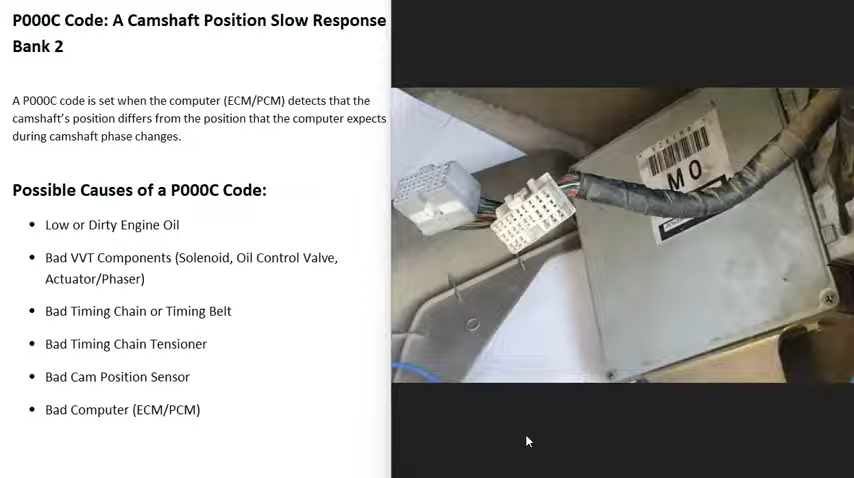 P000C Code: A Camshaft Position Slow Response
Bank 2
A P000C code is set when the computer (ECM/PCM) detects that the
camshaft's position differs from the position that the computer expects
during camshaft phase changes.
Possible Causes of a P000C Code:
Low or Dirty Engine Oil
Bad VVT Components (Solenoid, Oil Control Valve,
Actuator/Phaser)
Bad Timing Chain or Timing Belt
Bad Timing Chain Tensioner
Bad Cam Position Sensor
Bad Computer (ECM/PCM)
MO